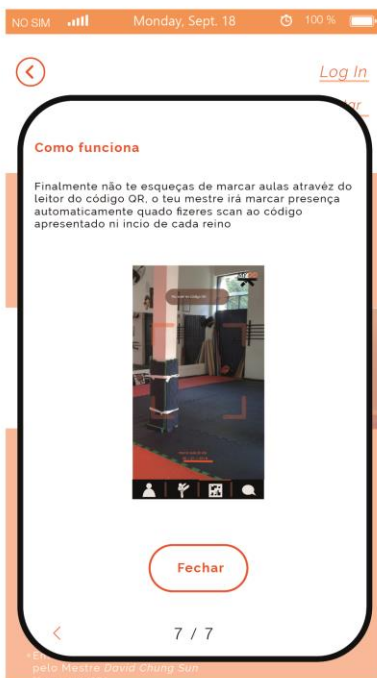 NO SIM
Monday, Sept. 18
100 %
Log In
Como funciona
Finalmente não te esqueças de marcar aulas atravéz do
leitor do código QR, o teu mestre irá marcar presença
automaticamente quado fizeres scan ao código
apresentado ni incio de cada reino
Fechar
7 / 7
pelo Mestre David Chung Sun